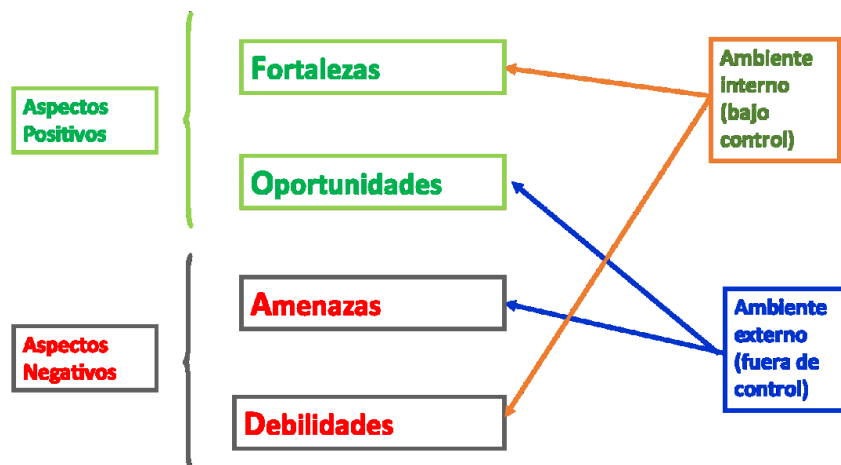 Aspectos
Positivos
Fortalezas
Oportunidades
Ambiente
interno
(bajo
control)
Aspectos
Negativos
Amenazas
Debilidades
Ambiente
externo
(fuera de
control)